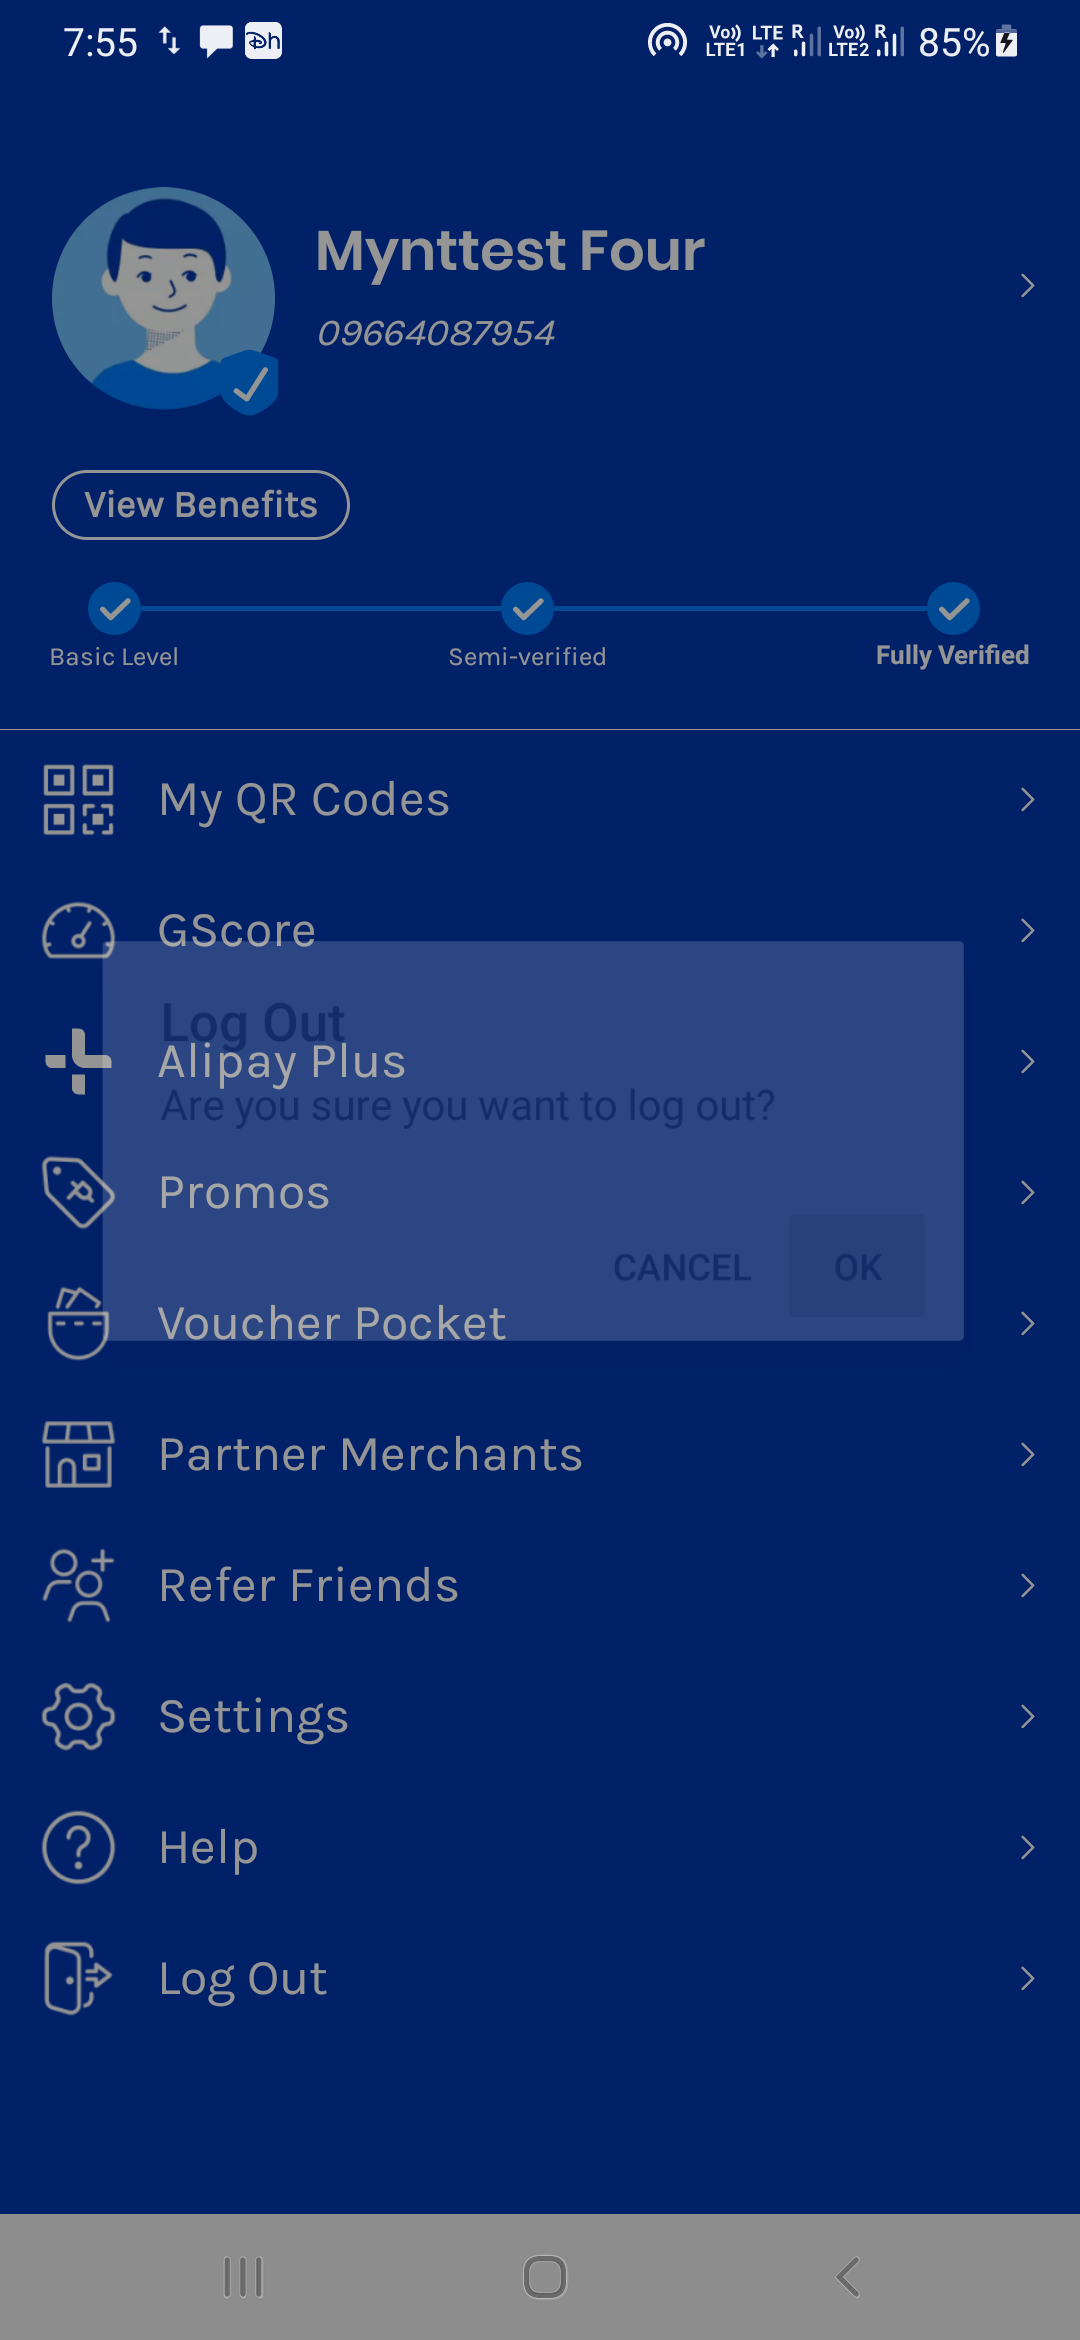 7:55 Dh Vo)) LTE1 LTE R Vo)) LTE2 R 85%
Mynttest Four
09664087954
View Benefits
Basic Level Semi-verified Fully Verified
My QR Codes
GScore
Log Out
Alipay Plus
Are you sure you want to log out?
Promos
CANCEL OK
Voucher Pocket
Partner Merchants
Refer Friends
Settings
Help
Log Out